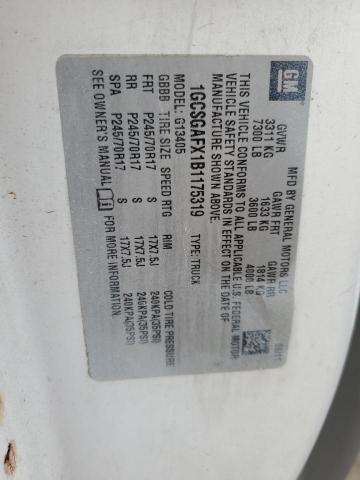 GM
MFD BY GENERAL MOTORS LLC
GVWR GAWR FRT GAWR RR
3311 KG 1633 KG 1814 KG
7300 LB 3600 LB 4000 LB
THIS VEHICLE CONFORMS TO ALL APPLICABLE U.S. FEDERAL MOTOR
VEHICLE SAFETY STANDARDS IN EFFECT ON THE DATE OF
MANUFACTURE SHOWN ABOVE.
1GCSGAFX1B1175319 TYPE: TRUCK
MODEL: G13405
GBBB TIRE SIZE SPEED RTG RIM COLD TIRE PRESSURE
FRT P245/70R17 S 17X7.5J 240KPA(35PSI)
RR P245/70R17 S 17X7.5J 240KPA(35PSI)
SPA P245/70R17 S 17X7.5J 240KPA(35PSI)
SEE OWNER'S MANUAL FOR MORE INFORMATION.